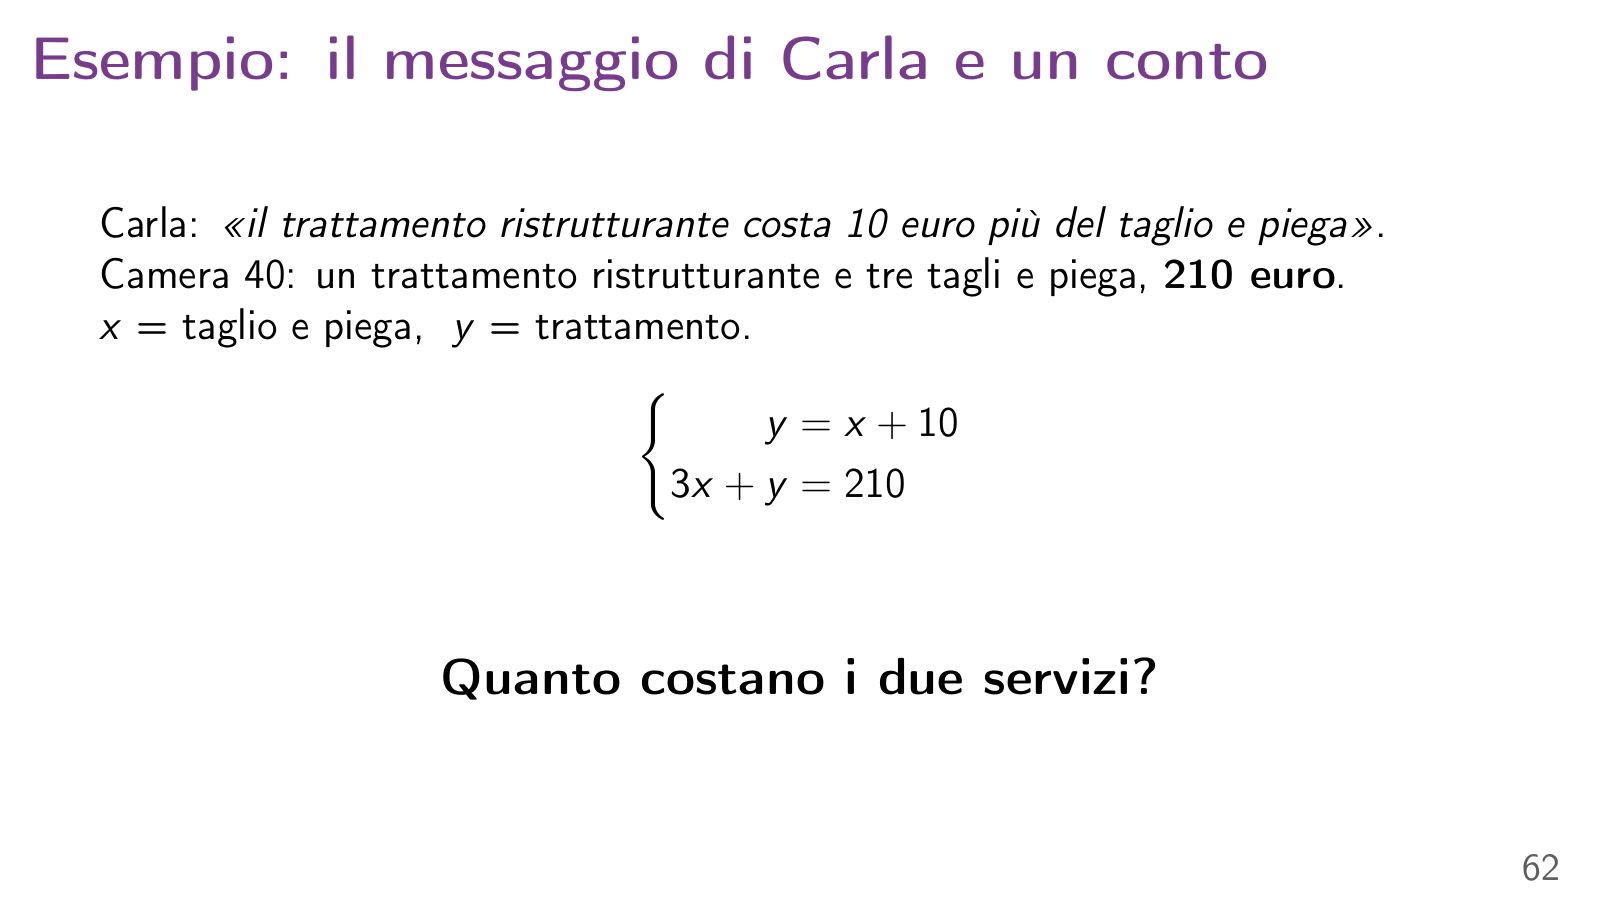 Esempio: il messaggio di Carla e un conto
Carla: «il trattamento ristrutturante costa 10 euro più del taglio e piega».
Camera 40: un trattamento ristrutturante e tre tagli e piega, 210 euro.
x = taglio e piega, y = trattamento.
y = x + 10
3x + y = 210
Quanto costano i due servizi?
62